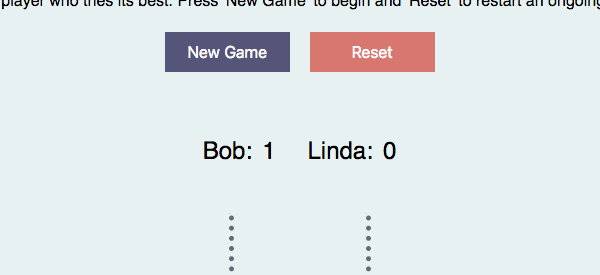 player who tries its best. Press 'New Game' to begin and 'Reset' to restart an ongoing
New Game Reset
Bob: 1 Linda: 0